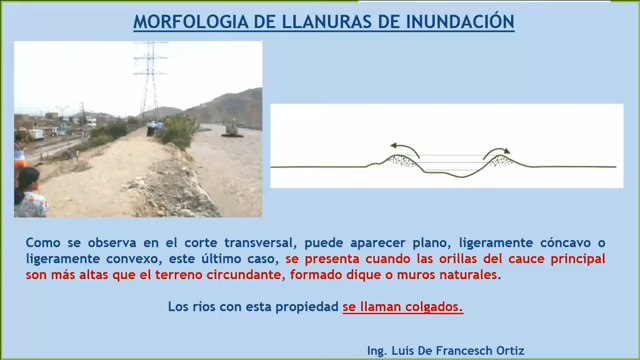 MORFOLOGIA DE LLANURAS DE INUNDACIÓN
Como se observa en el corte transversal, puede aparecer plano, ligeramente cóncavo o
ligeramente convexo, este último caso, se presenta cuando las orillas del cauce principal
son más altas que el terreno circundante, formado dique o muros naturales.
Los ríos con esta propiedad se llaman colgados.
Ing. Luis De Francesch Ortiz